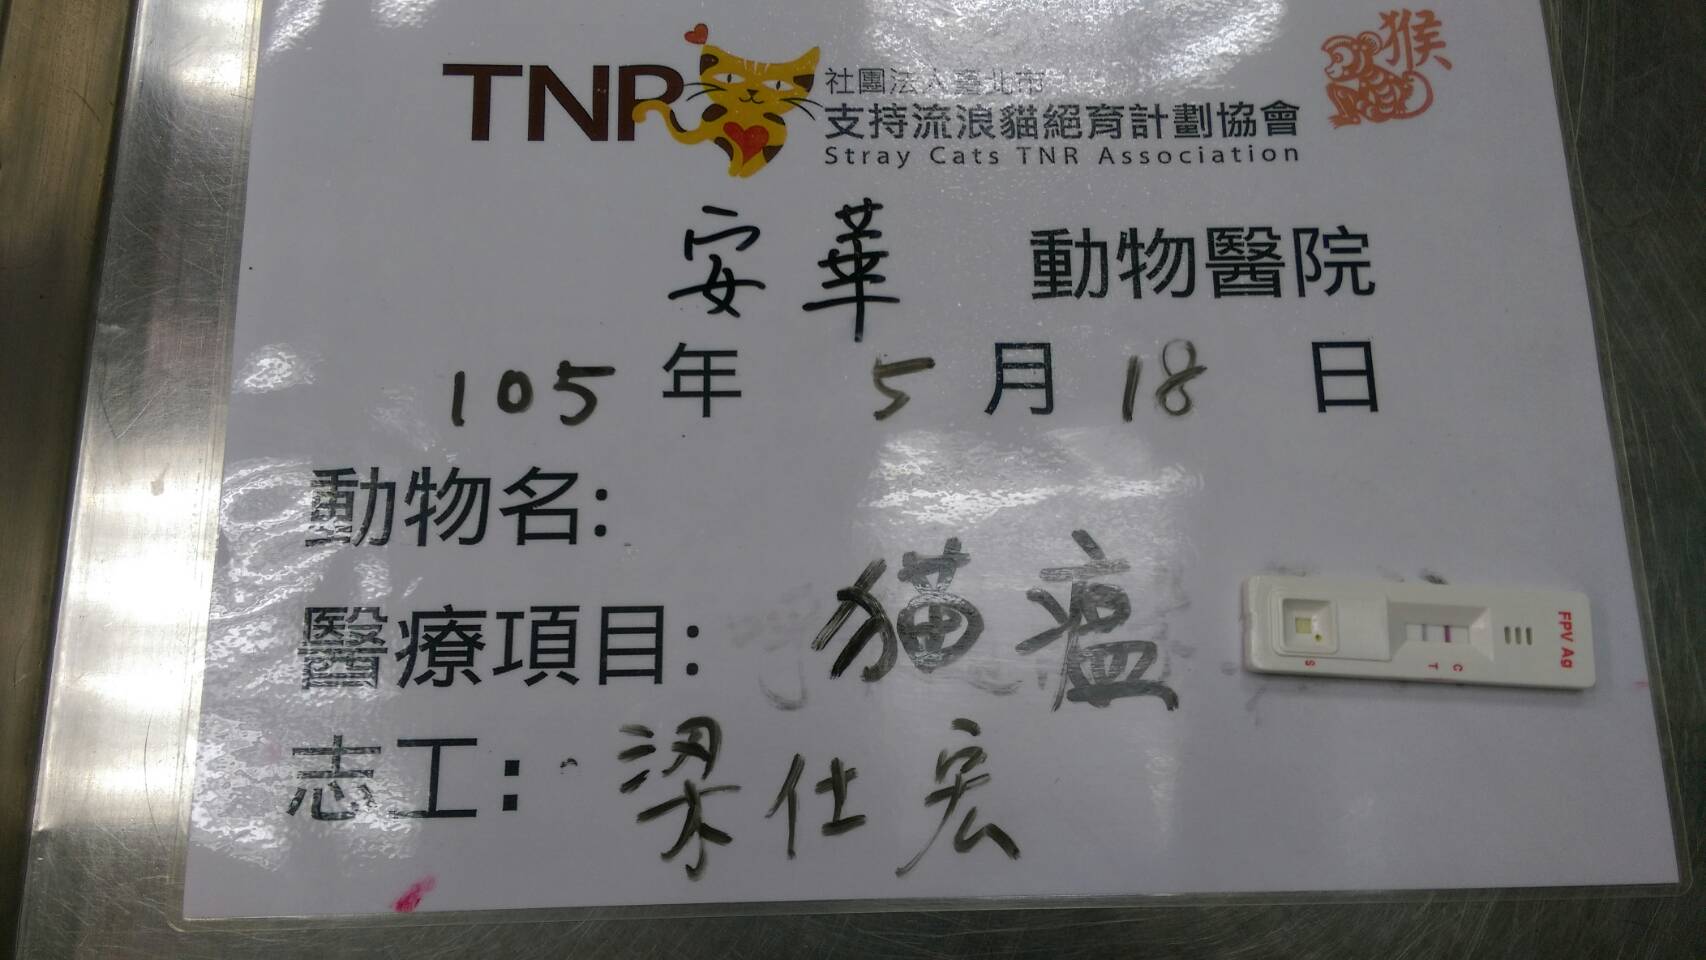 TNR
社團法人臺北市
支持流浪貓絕育計劃協會
Stray Cats TNR Association
猴
安華 動物醫院
105 年 5 月 18 日
動物名:
醫療項目: 貓瘟
FPV Ag
C
T
S
志工: 梁仕宏